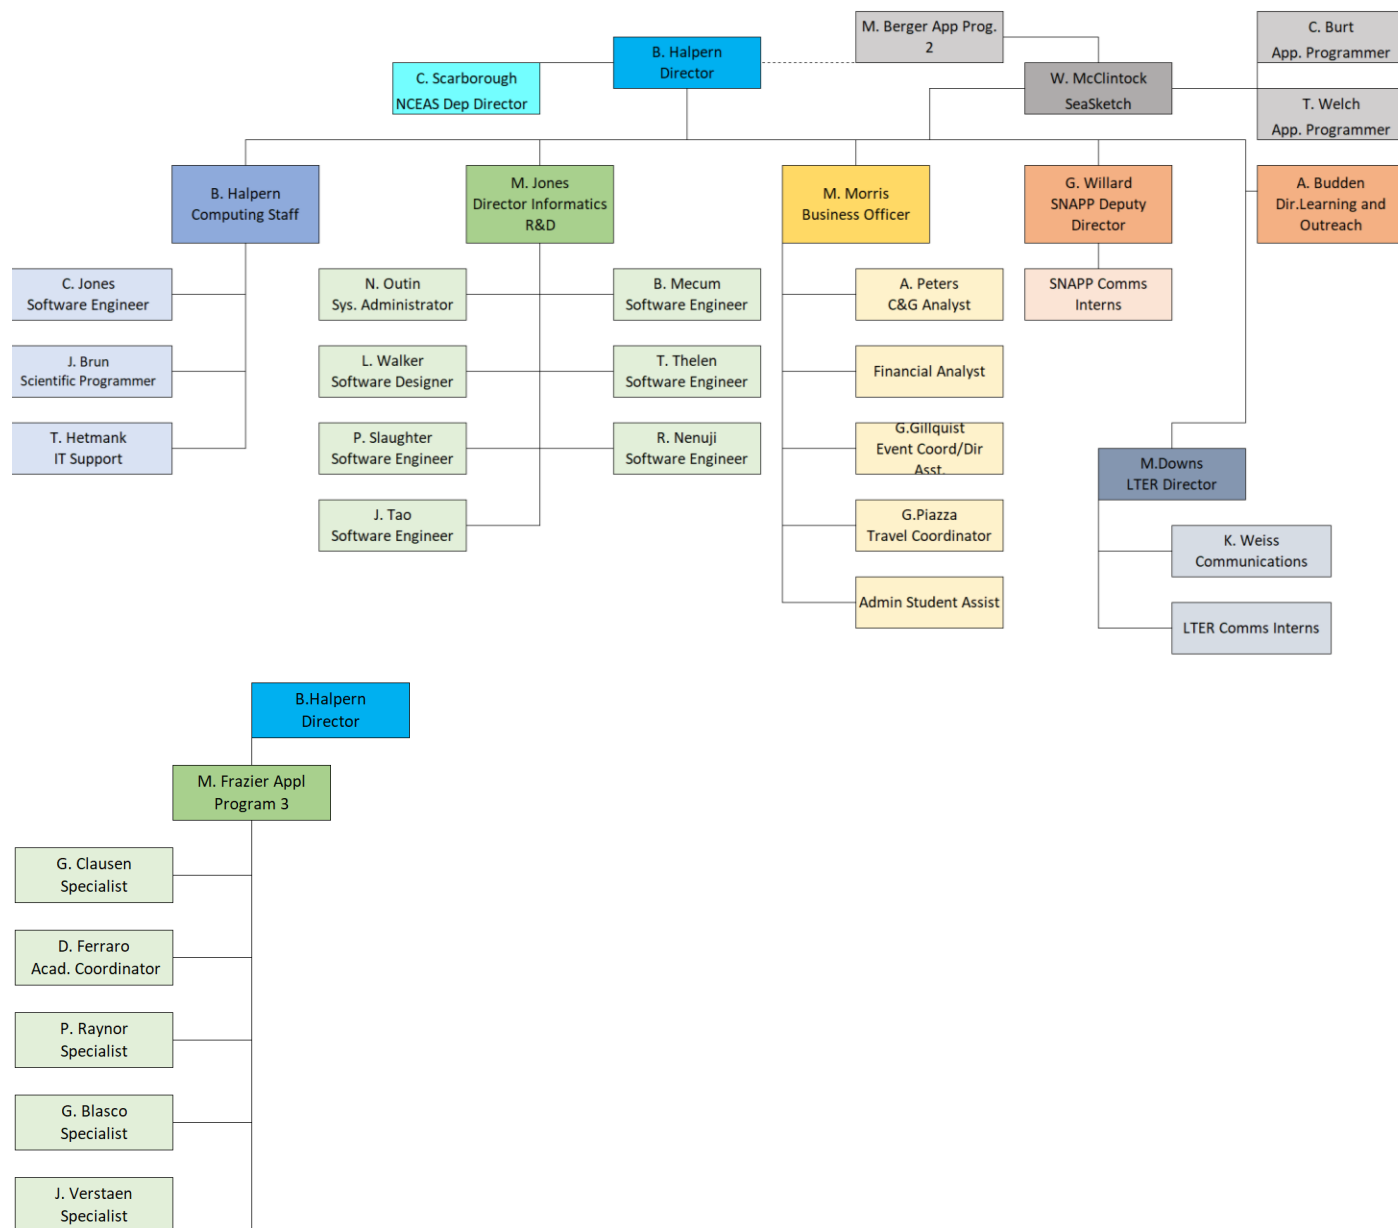 M. Berger App Prog.
2
C. Burt
App. Programmer
B. Halpern
Director
C. Scarborough
NCEAS Dep Director
W. McClintock
SeaSketch
T. Welch
App. Programmer
B. Halpern
Computing Staff
M. Jones
Director Informatics
R&D
M. Morris
Business Officer
G. Willard
SNAPP Deputy
Director
A. Budden
Dir.Learning and
Outreach
C. Jones
Software Engineer
N. Outin
Sys. Administrator
B. Mecum
Software Engineer
A. Peters
C&G Analyst
SNAPP Comms
Interns
J. Brun
Scientific Programmer
L. Walker
Software Designer
T. Thelen
Software Engineer
Financial Analyst
T. Hetmank
IT Support
P. Slaughter
Software Engineer
R. Nenuji
Software Engineer
G.Gillquist
Event Coord/Dir
Asst.
M.Downs
LTER Director
J. Tao
Software Engineer
G.Piazza
Travel Coordinator
K. Weiss
Communications
Admin Student Assist
LTER Comms Interns
B.Halpern
Director
M. Frazier Appl
Program 3
G. Clausen
Specialist
D. Ferraro
Acad. Coordinator
P. Raynor
Specialist
G. Blasco
Specialist
J. Verstaen
Specialist